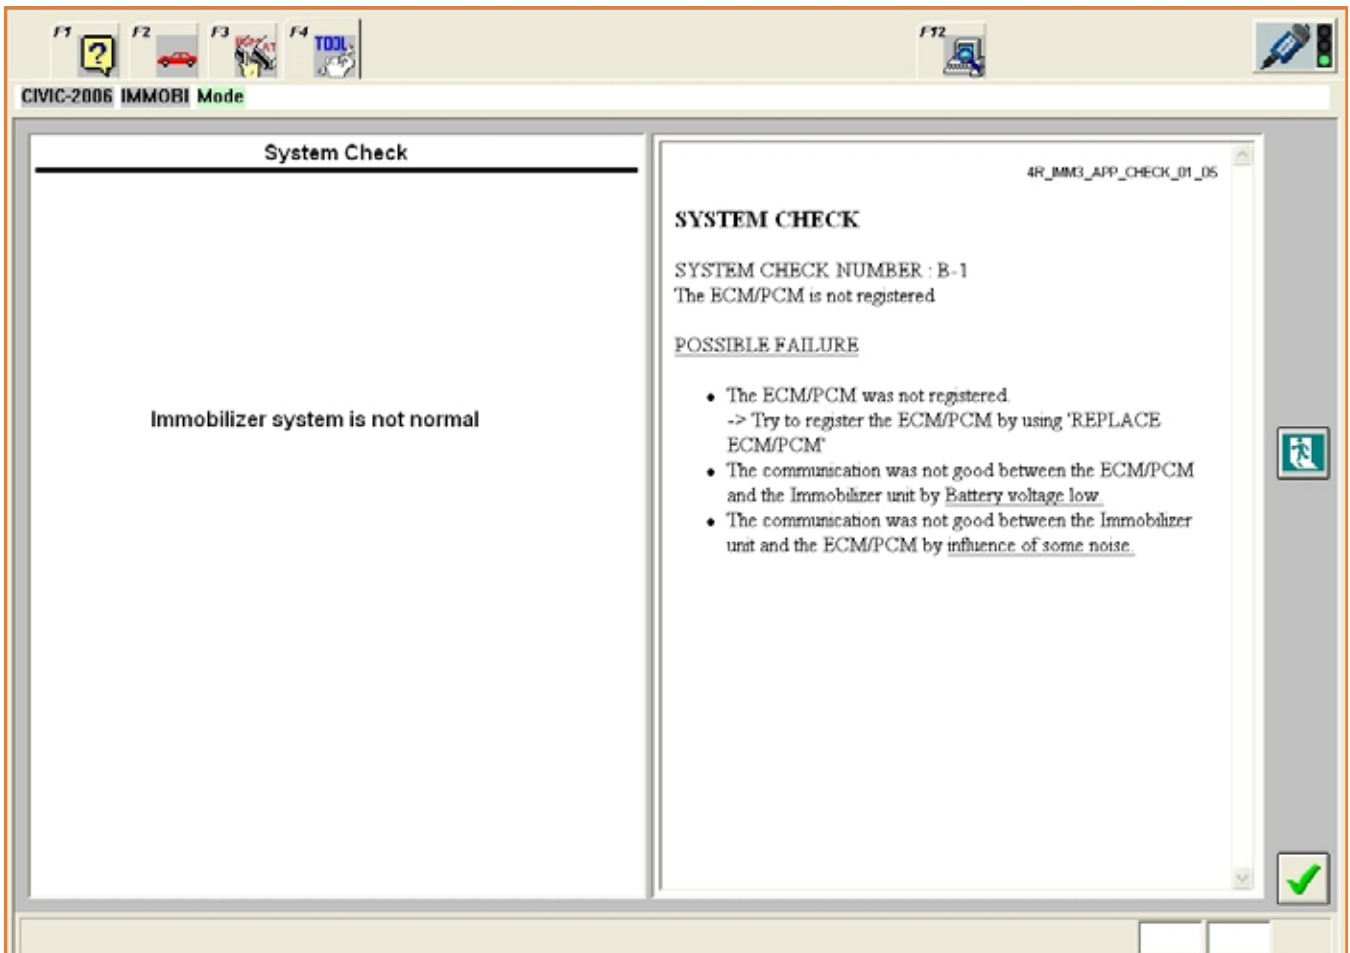 F1 F2 F3 F4 TOOL F12
CIVIC-2006 IMMOBI Mode
System Check
Immobilizer system is not normal
4R_IMM3_APP_CHECK_01_05
SYSTEM CHECK
SYSTEM CHECK NUMBER : B-1
The ECM/PCM is not registered
POSSIBLE FAILURE
The ECM/PCM was not registered.
-> Try to register the ECM/PCM by using 'REPLACE
ECM/PCM'
The communication was not good between the ECM/PCM
and the Immobilizer unit by Battery voltage low.
The communication was not good between the Immobilizer
unit and the ECM/PCM by influence of some noise.